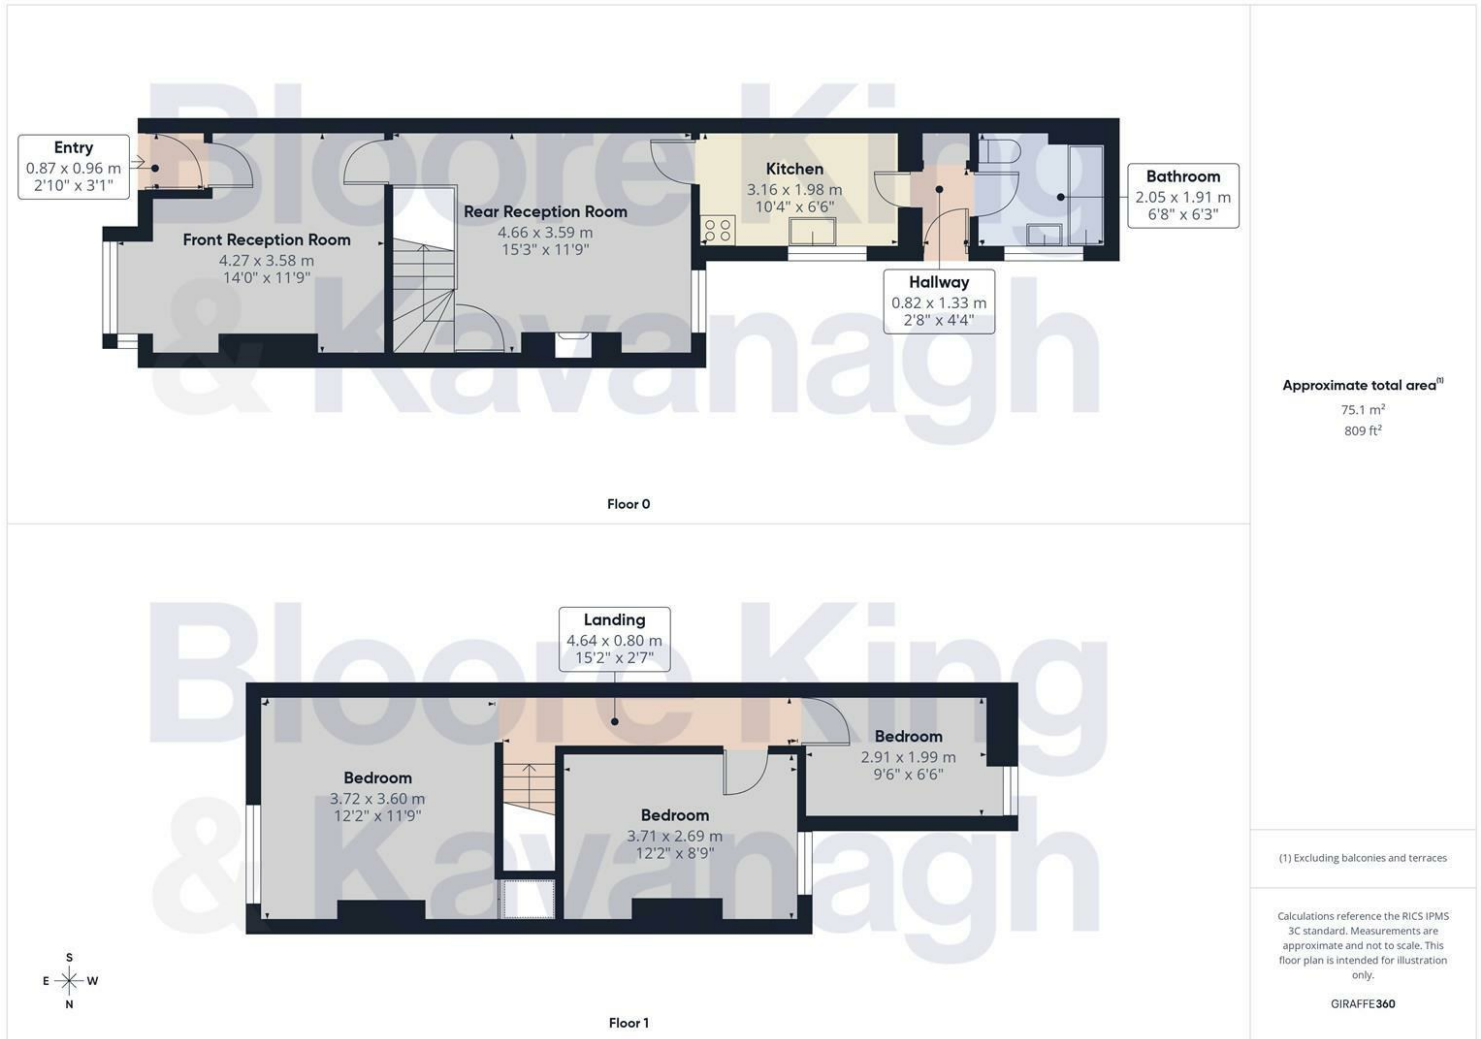 Bloore King
& Kavanagh
Entry
0.87 x 0.96 m
2'10" x 3'1"
Front Reception Room
4.27 x 3.58 m
14'0" x 11'9"
Rear Reception Room
4.66 x 3.59 m
15'3" x 11'9"
Kitchen
3.16 x 1.98 m
10'4" x 6'6"
Bathroom
2.05 x 1.91 m
6'8" x 6'3"
Hallway
0.82 x 1.33 m
2'8" x 4'4"
Floor 0
Bloore King
& Kavanagh
Landing
4.64 x 0.80 m
15'2" x 2'7"
Bedroom
3.72 x 3.60 m
12'2" x 11'9"
Bedroom
3.71 x 2.69 m
12'2" x 8'9"
Bedroom
2.91 x 1.99 m
9'6" x 6'6"
S
E W
N
Floor 1
Approximate total area(1)
75.1 m²
809 ft²
(1) Excluding balconies and terraces
Calculations reference the RICS IPMS
3C standard. Measurements are
approximate and not to scale. This
floor plan is intended for illustration
only.
GIRAFFE360